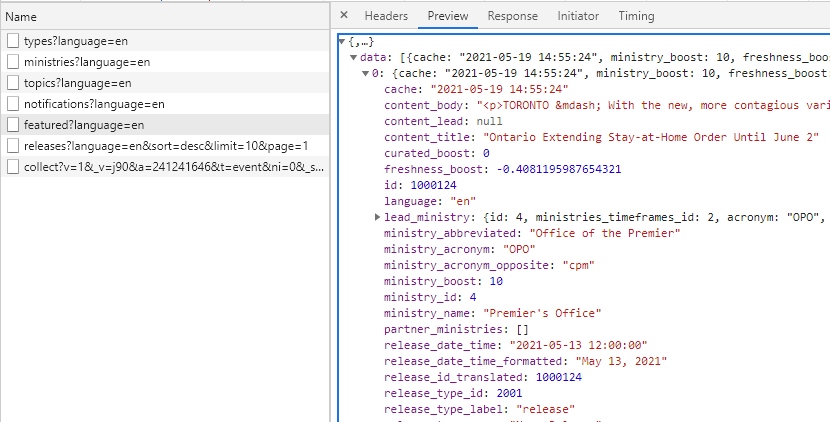 Name
types?language=en
ministries?language=en
topics?language=en
notifications?language=en
featured?language=en
releases?language=en&sort=desc&limit=10&page=1
collect?v=1&_v=j90&a=241241646&t=event&ni=0&_s...
× Headers Preview Response Initiator Timing
▼{,…}
▼data: [{cache: "2021-05-19 14:55:24", ministry_boost: 10, freshness_boos
▼0: {cache: "2021-05-19 14:55:24", ministry_boost: 10, freshness_boos
cache: "2021-05-19 14:55:24"
content_body: "<p>TORONTO &mdash; With the new, more contagious vari
content_lead: null
content_title: "Ontario Extending Stay-at-Home Order Until June 2"
curated_boost: 0
freshness_boost: -0.4081195987654321
id: 1000124
language: "en"
▶lead_ministry: {id: 4, ministries_timeframes_id: 2, acronym: "OPO",
ministry_abbreviated: "Office of the Premier"
ministry_acronym: "OPO"
ministry_acronym_opposite: "cpm"
ministry_boost: 10
ministry_id: 4
ministry_name: "Premier's Office"
partner_ministries: []
release_date_time: "2021-05-13 12:00:00"
release_date_time_formatted: "May 13, 2021"
release_id_translated: 1000124
release_type_id: 2001
release_type_label: "release"